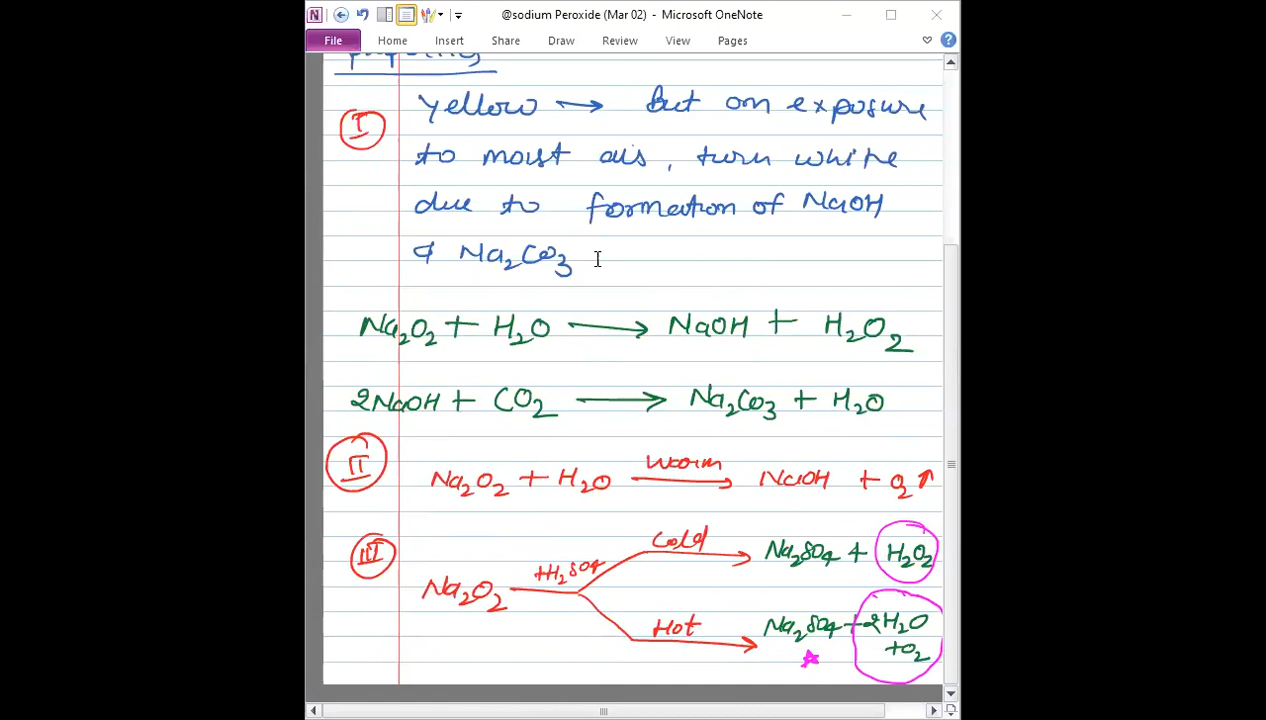 @sodium Peroxide (Mar 02) - Microsoft OneNote
File Home Insert Share Draw Review View Pages
I Yellow → But on exposure
to moist air, turn white
due to formation of NaOH
& Na2CO3
Na2O2 + H2O → NaOH + H2O2
2NaOH + CO2 → Na2CO3 + H2O
II Na2O2 + H2O warm → NaOH + O2↑
Cold Na2SO4 + H2O2
III Na2O2 +H2SO4
Hot Na2SO4 + 2H2O
+O2